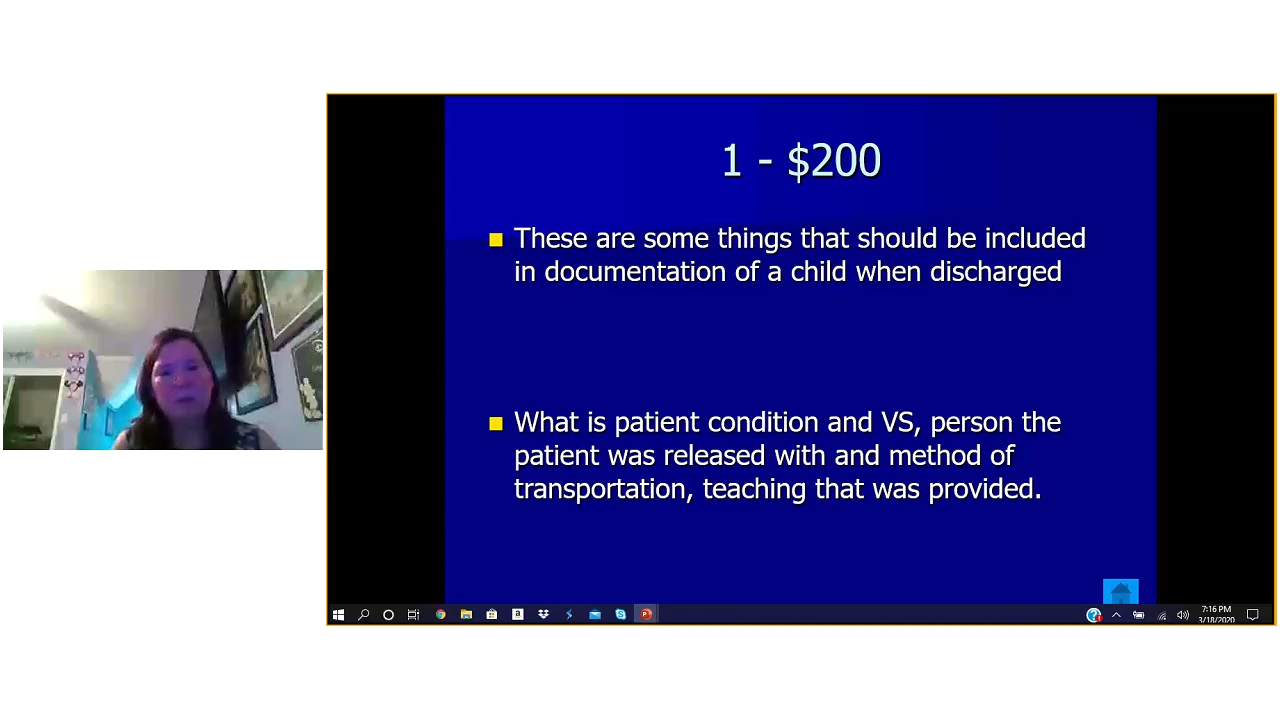 1 - $200
These are some things that should be included
in documentation of a child when discharged
What is patient condition and VS, person the
patient was released with and method of
transportation, teaching that was provided.
7:16 PM
3/18/2020